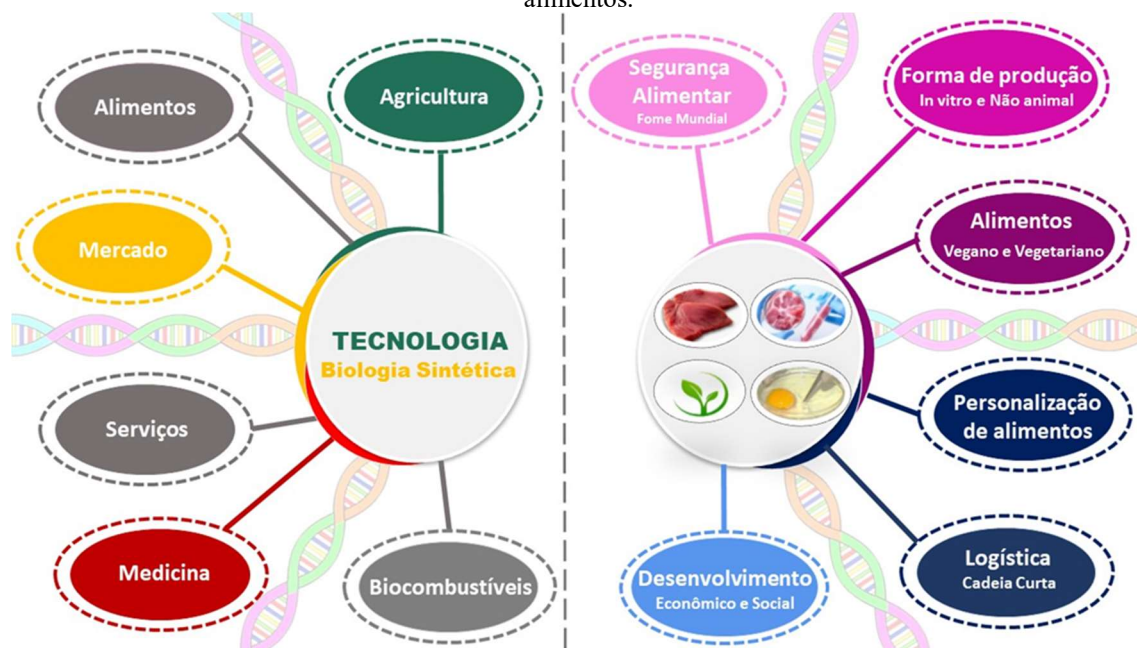 alimentos.
Alimentos
Agricultura
Mercado
TECNOLOGIA
Biologia Sintética
Serviços
Medicina
Biocombustíveis
Segurança
Alimentar
Fome Mundial
Forma de produção
In vitro e Não animal
Alimentos
Vegano e Vegetariano
Personalização
de alimentos
Logística
Cadeia Curta
Desenvolvimento
Econômico e Social